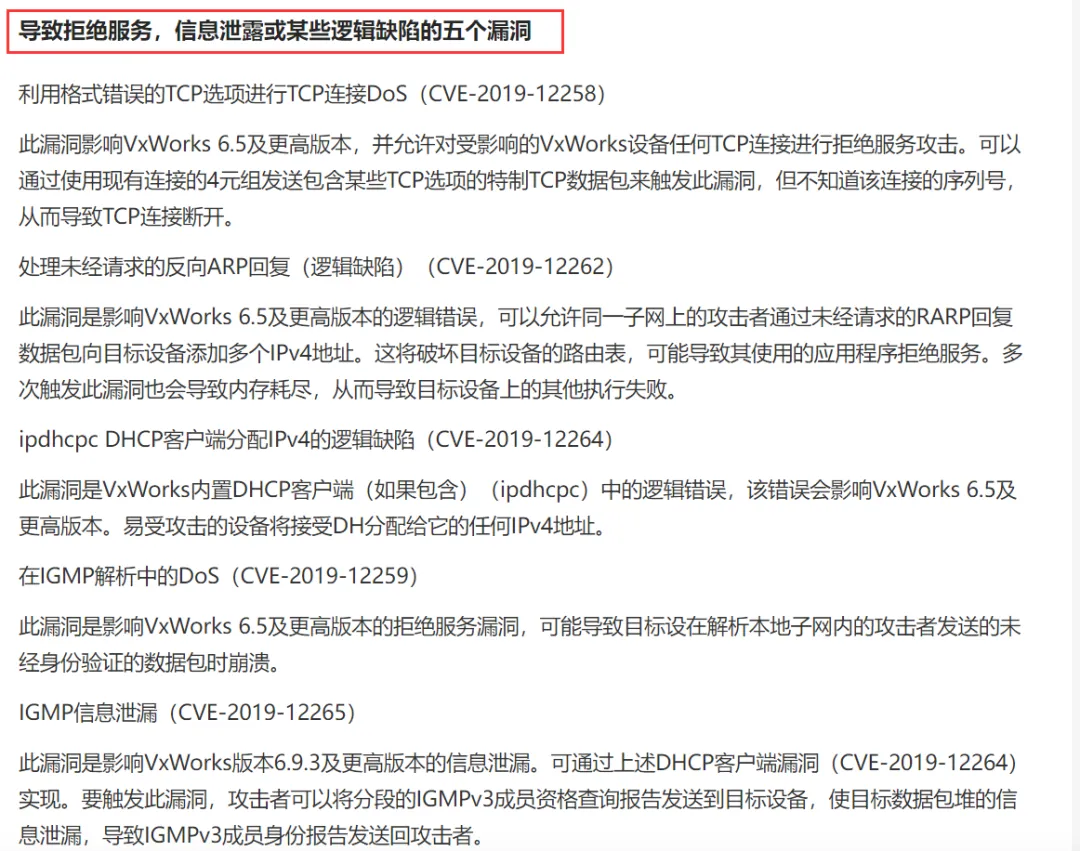 导致拒绝服务，信息泄露或某些逻辑缺陷的五个漏洞
利用格式错误的TCP选项进行TCP连接DoS（CVE-2019-12258）
此漏洞影响VxWorks 6.5及更高版本，并允许对受影响的VxWorks设备任何TCP连接进行拒绝服务攻击。可以
通过使用现有连接的4元组发送包含某些TCP选项的特制TCP数据包来触发此漏洞，但不知道该连接的序列号，
从而导致TCP连接断开。
处理未经请求的反向ARP回复（逻辑缺陷）（CVE-2019-12262）
此漏洞是影响VxWorks 6.5及更高版本的逻辑错误，可以允许同一子网上的攻击者通过未经请求的RARP回复
数据包向目标设备添加多个IPv4地址。这将破坏目标设备的路由表，可能导致其使用的应用程序拒绝服务。多
次触发此漏洞也会导致内存耗尽，从而导致目标设备上的其他执行失败。
ipdhcpc DHCP客户端分配IPv4的逻辑缺陷（CVE-2019-12264）
此漏洞是VxWorks内置DHCP客户端（如果包含）（ipdhcpc）中的逻辑错误，该错误会影响VxWorks 6.5及
更高版本。易受攻击的设备将接受DH分配给它的任何IPv4地址。
在IGMP解析中的DoS（CVE-2019-12259）
此漏洞是影响VxWorks 6.5及更高版本的拒绝服务漏洞，可能导致目标设在解析本地子网内的攻击者发送的未
经身份验证的数据包时崩溃。
IGMP信息泄漏（CVE-2019-12265）
此漏洞是影响VxWorks版本6.9.3及更高版本的信息泄漏。可通过上述DHCP客户端漏洞（CVE-2019-12264）
实现。要触发此漏洞，攻击者可以将分段的IGMPv3成员资格查询报告发送到目标设备，使目标数据包堆的信
息泄漏，导致IGMPv3成员身份报告发送回攻击者。